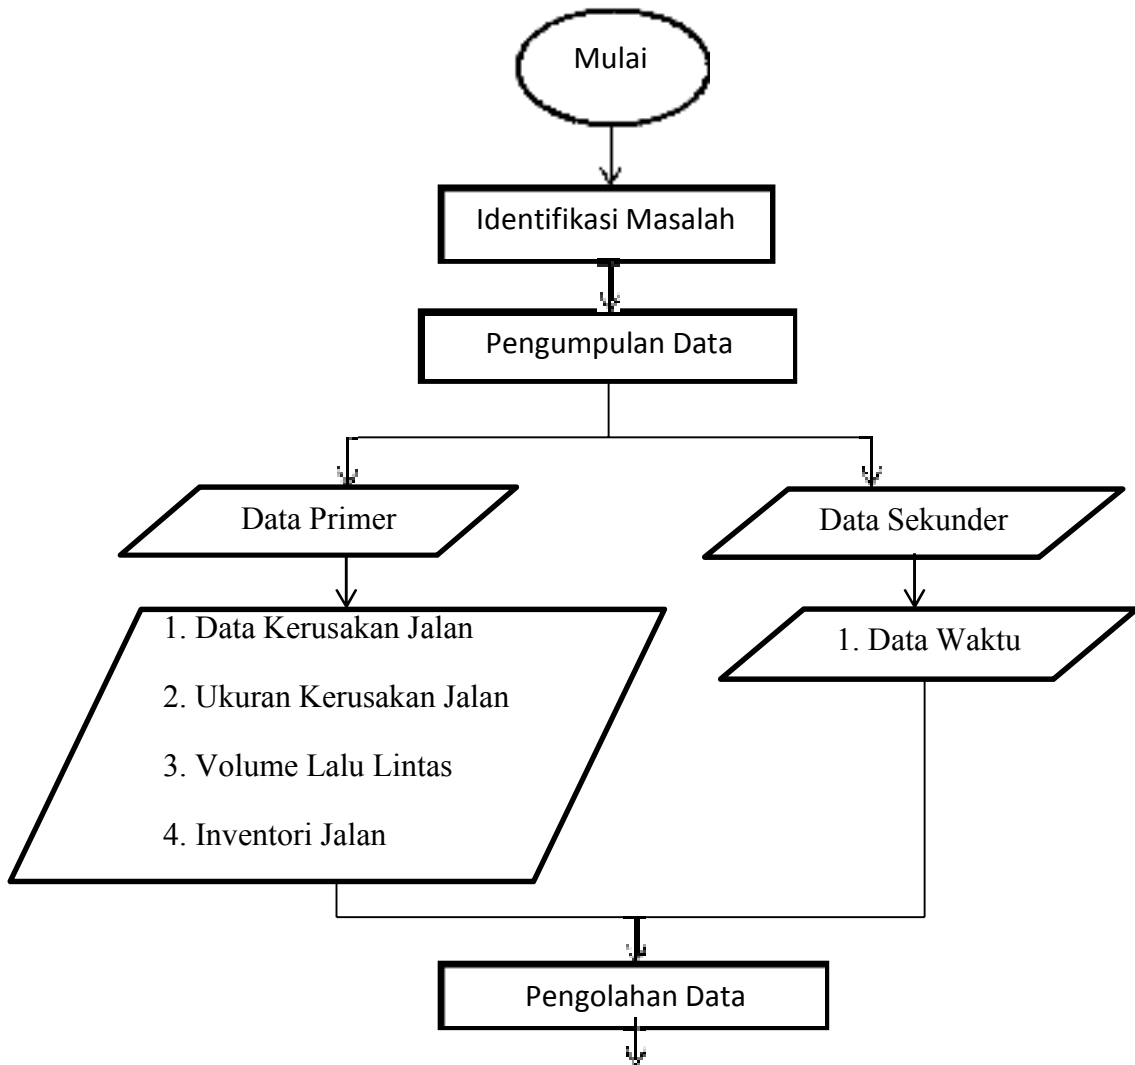 Mulai
Identifikasi Masalah
Pengumpulan Data
Data Primer
Data Sekunder
1. Data Kerusakan Jalan
2. Ukuran Kerusakan Jalan
3. Volume Lalu Lintas
4. Inventori Jalan
1. Data Waktu
Pengolahan Data